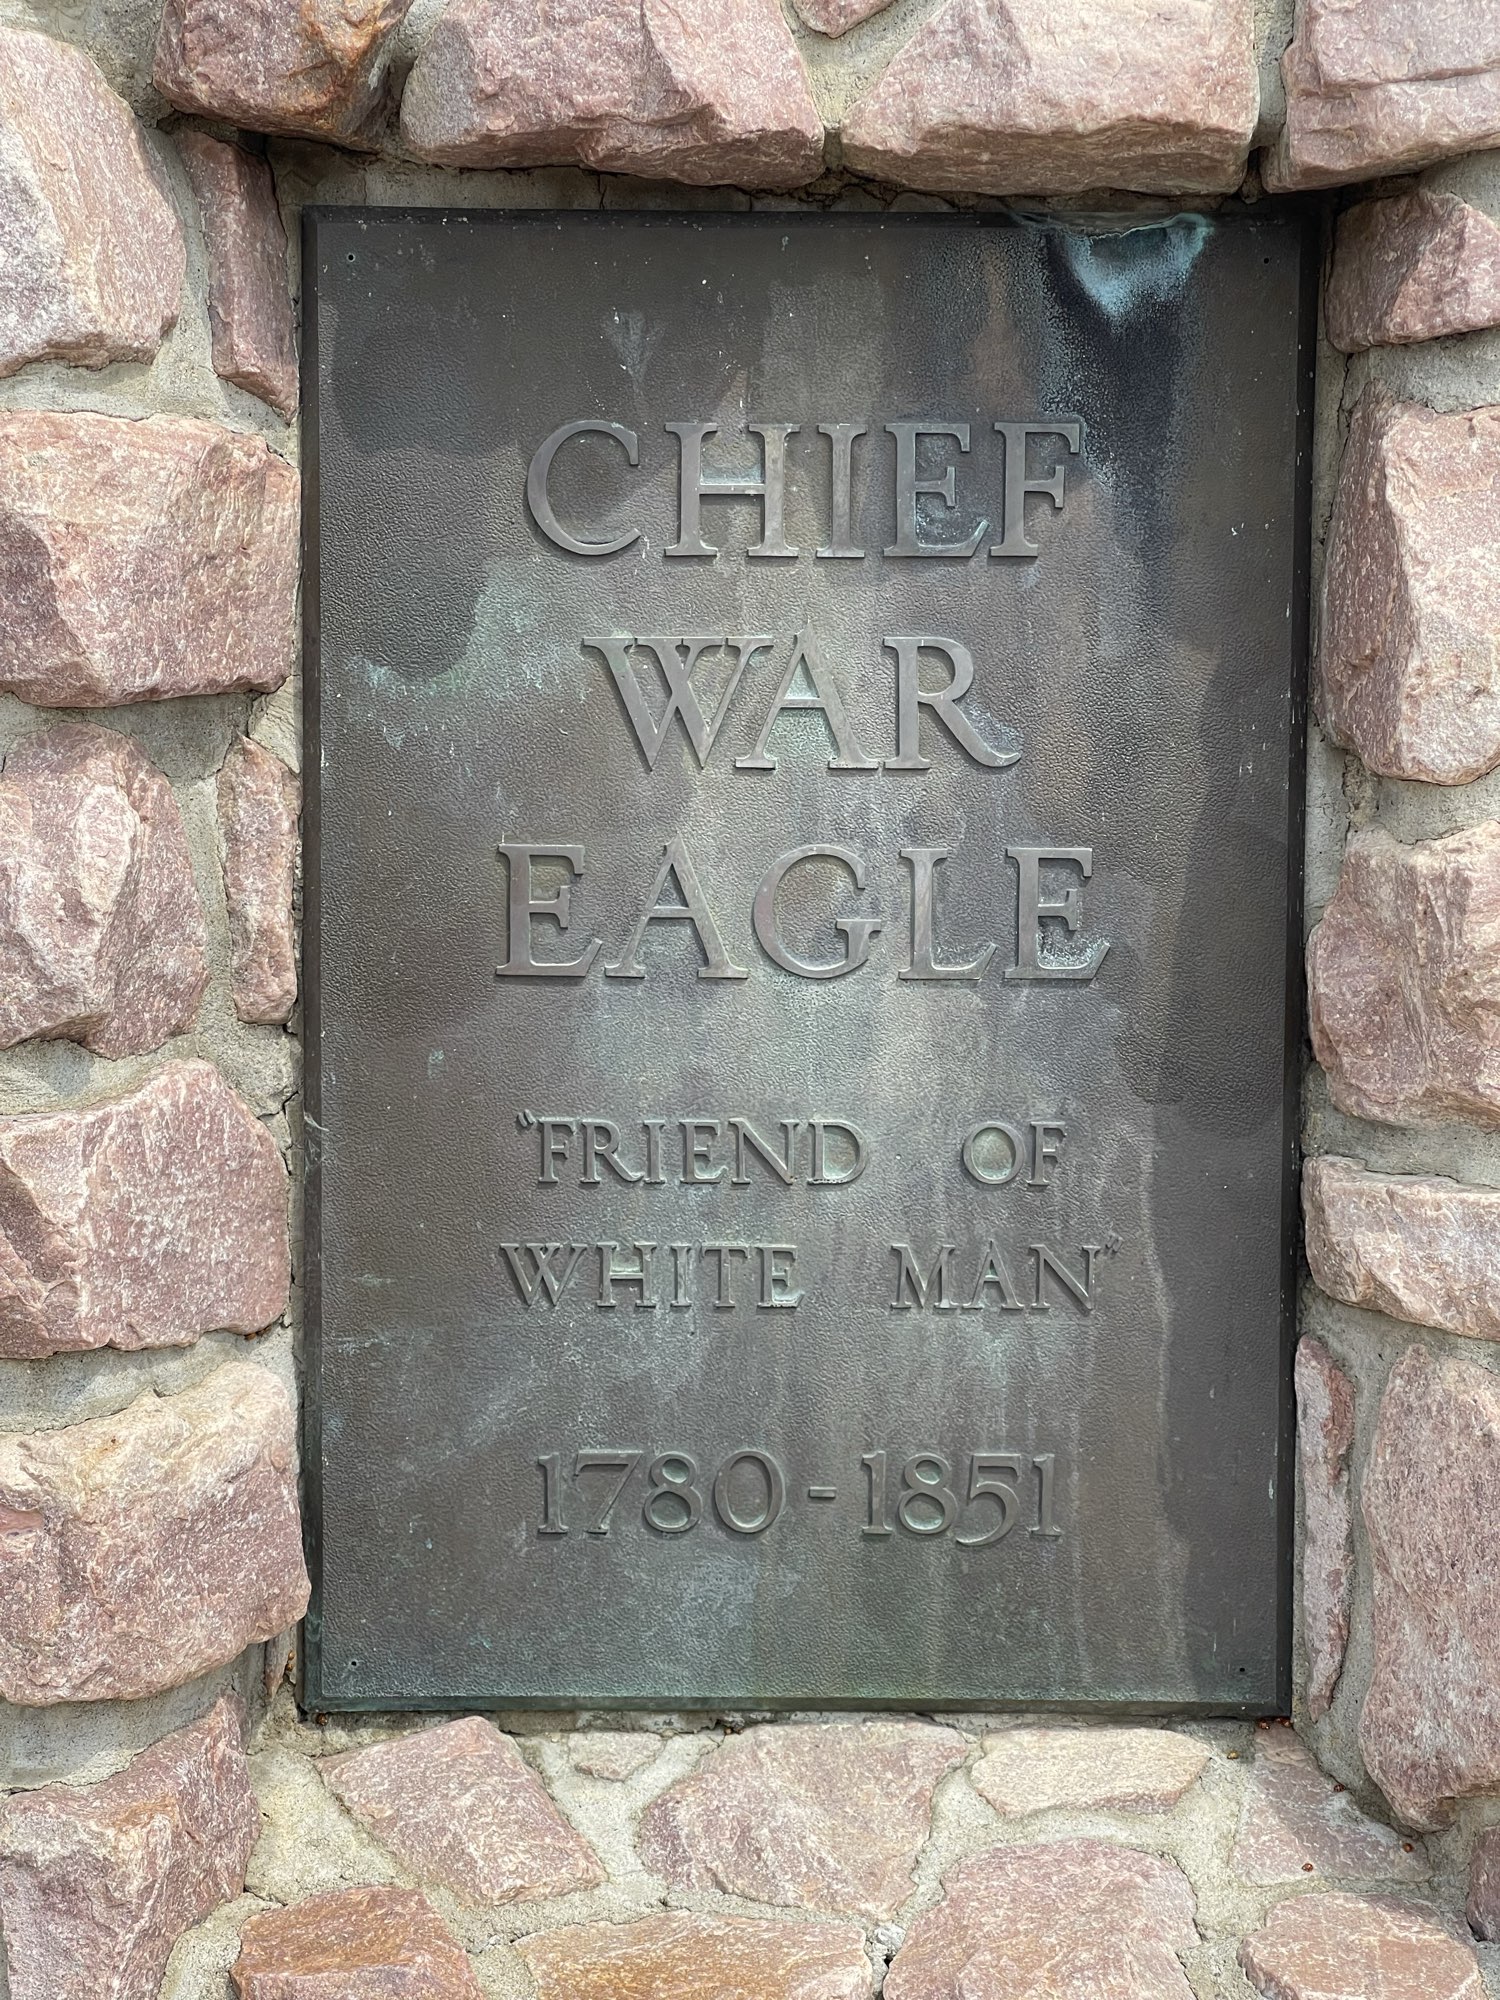 CHIEF
WAR
EAGLE
"FRIEND OF
WHITE MAN"
1780-1851